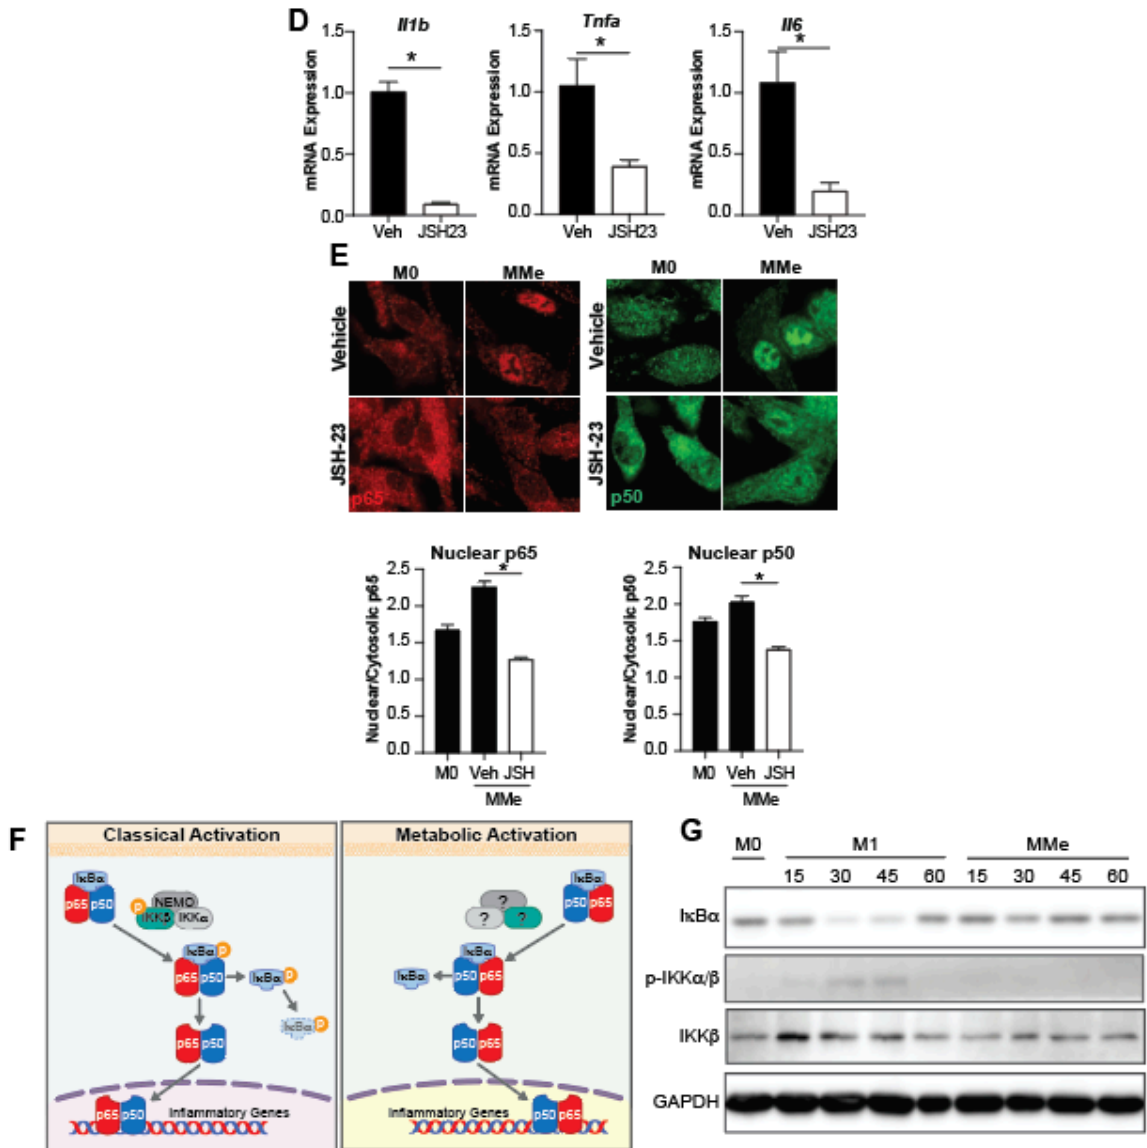 D
Il1b
Tnfa
Il6
mRNA Expression
1.5
1.0
0.5
0.0
*
Veh JSH23
mRNA Expression
1.5
1.0
0.5
0.0
*
Veh JSH23
mRNA Expression
1.5
1.0
0.5
0.0
*
Veh JSH23
E
M0 MMe
M0 MMe
Vehicle
JSH-23
p65
Vehicle
JSH-23
p50
Nuclear p65
Nuclear/Cytosolic p65
2.5
2.0
1.5
1.0
0.5
0.0
*
M0 Veh JSH
MMe
Nuclear p50
Nuclear/Cytosolic p50
2.5
2.0
1.5
1.0
0.5
0.0
*
M0 Veh JSH
MMe
F
Classical Activation
IκBα
p65 p50
P
NEMO
IKKβ IKKα
IκBα P
p65 p50
IκBα P
IκBα P
p65 p50
p65 p50
Inflammatory Genes
Metabolic Activation
IκBα
p50 p65
?
? ?
IκBα
IκBα
p50 p65
p50 p65
Inflammatory Genes
p50 p65
G
M0 M1 MMe
15 30 45 60 15 30 45 60
IκBα
p-IKKα/β
IKKβ
GAPDH